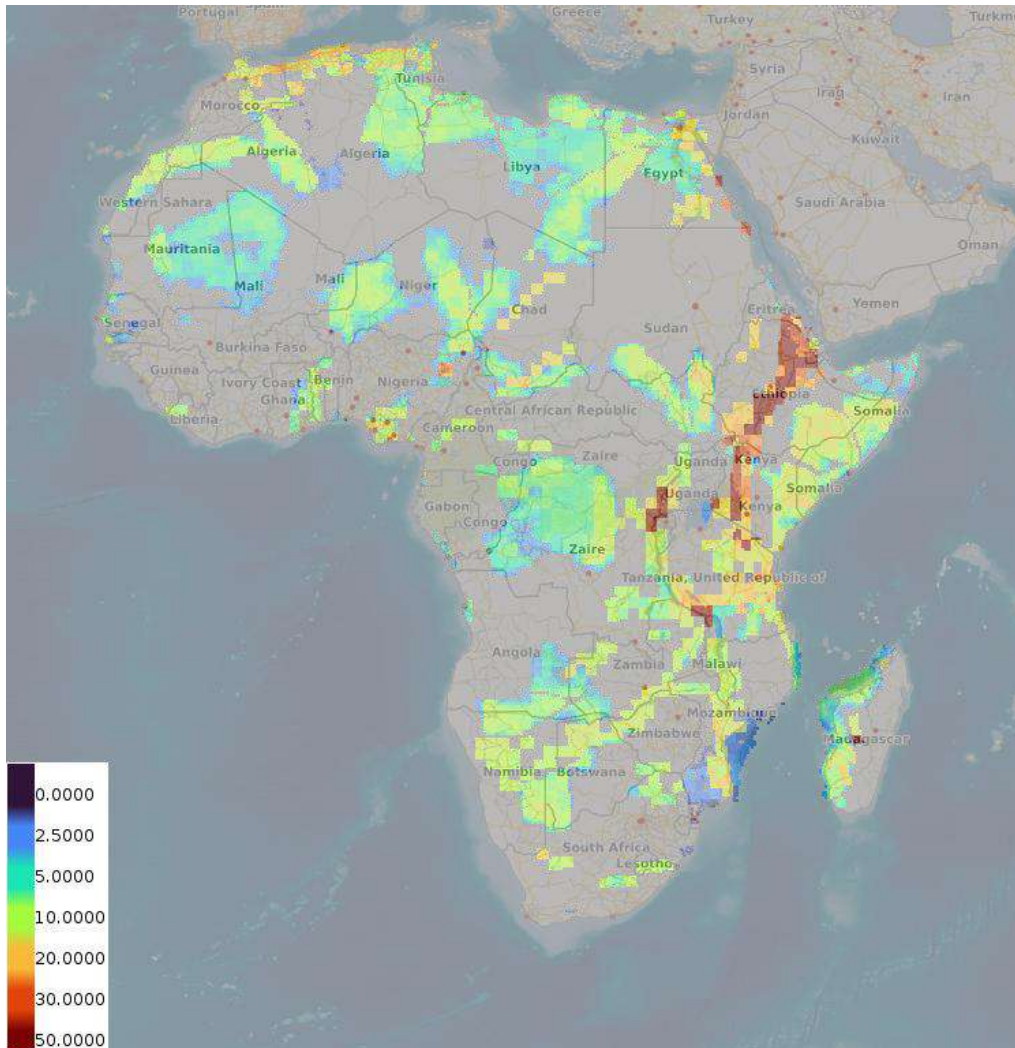 Portugal
Greece
Turkey
Tunisia
Syria
Iraq
Iran
Morocco
Jordan
Kuwait
Algeria
Algeria
Libya
Egypt
Western Sahara
Saudi Arabia
Mauritania
Oman
Mali
Mali
Niger
Chad
Sudan
Eritrea
Yemen
Senegal
Burkina Faso
Guinea
Ivory Coast
Benin
Nigeria
Ethiopia
Ghana
Somalia
Liberia
Central African Republic
Cameroon
Zaire
Congo
Uganda
Kenya
Somalia
Uganda
Gabon
Kenya
Congo
Zaire
Tanzania, United Republic of
Angola
Zambia
Malawi
Mozambique
Zimbabwe
Madagascar
Namibia
Botswana
South Africa
Lesotho
0.0000
2.5000
5.0000
10.0000
20.0000
30.0000
50.0000